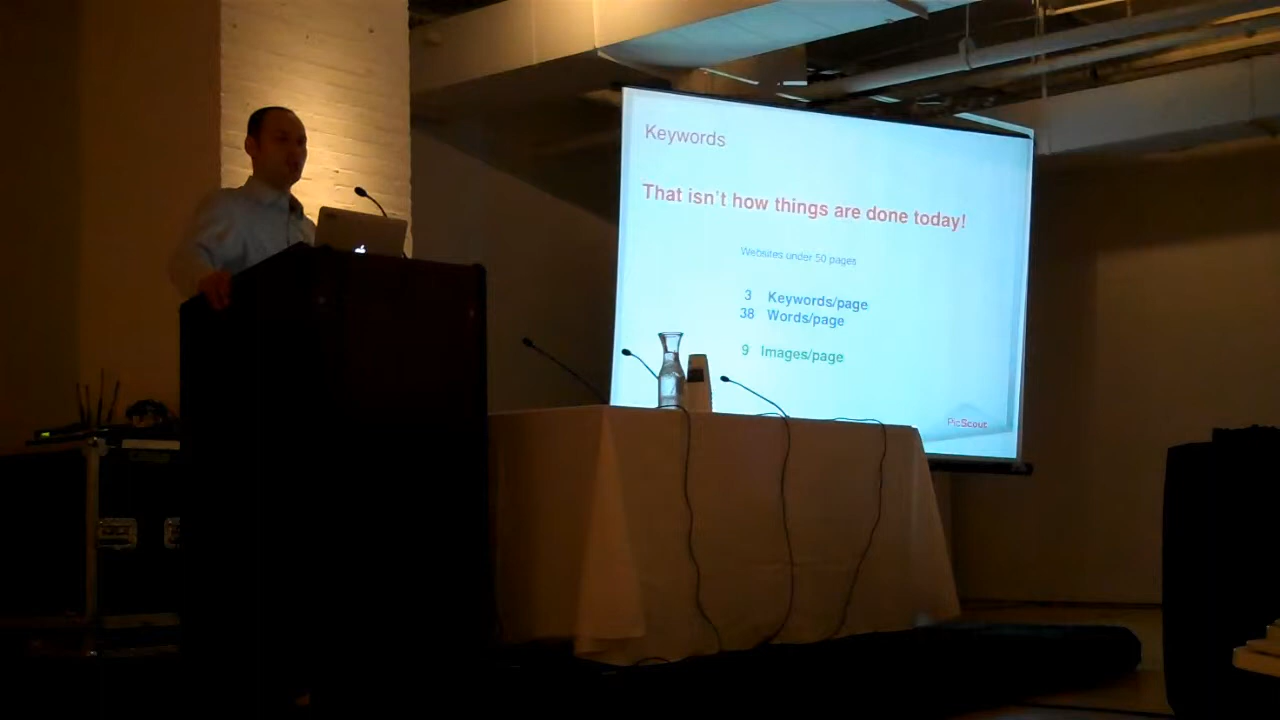 Keywords
That isn't how things are done today!
Websites under 50 pages
3 Keywords/page
38 Words/page
9 Images/page
PicScout